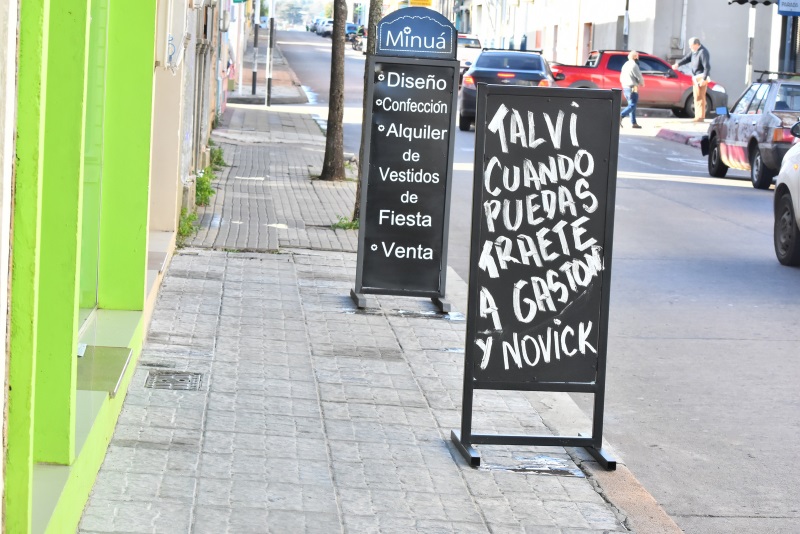 Minuá
Diseño
Confección
Alquiler
de
Vestidos
de
Fiesta
Venta
TALVI
CUANDO
PUEDAS
TRAETE
A GASTON
Y NOVICK